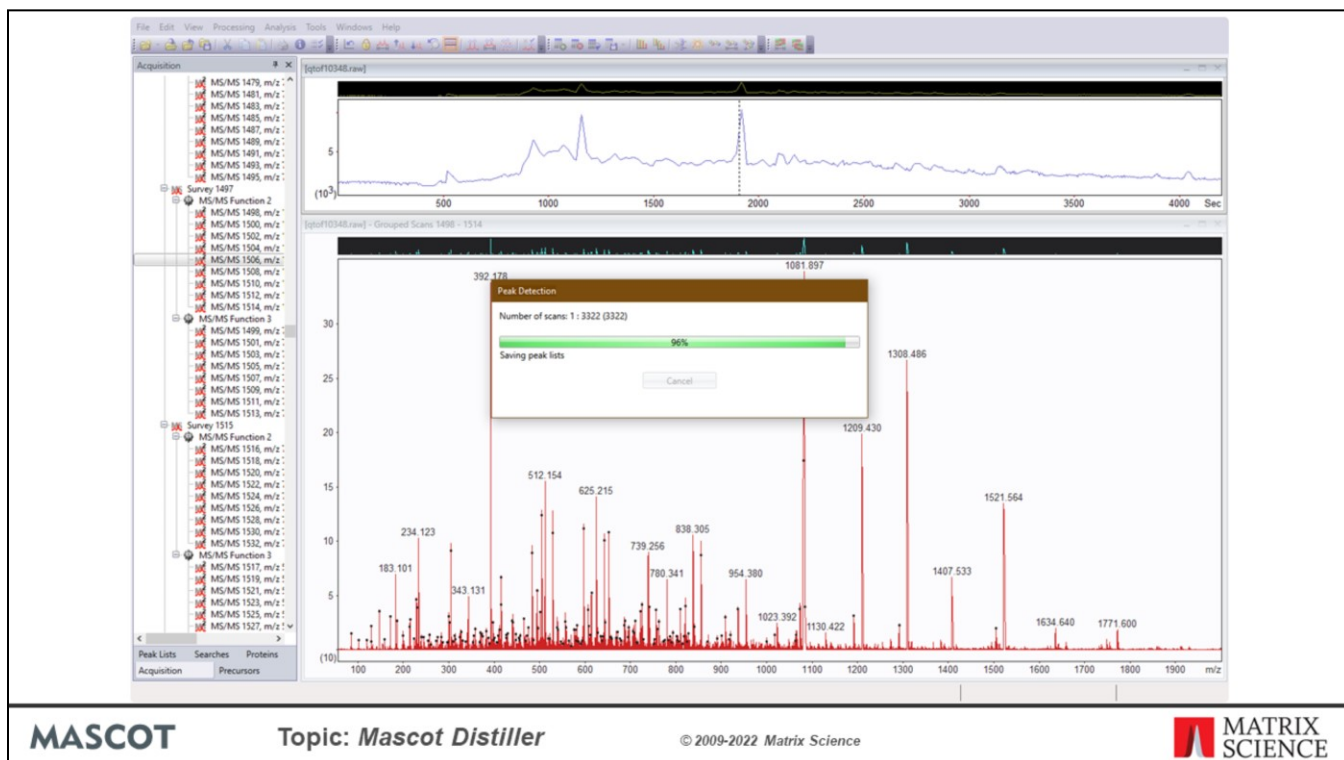 File Edit View Processing Analysis Tools Windows Help
Acquisition
MS/MS 1479, m/z
MS/MS 1481, m/z
MS/MS 1483, m/z
MS/MS 1485, m/z
MS/MS 1487, m/z
MS/MS 1489, m/z
MS/MS 1491, m/z
MS/MS 1493, m/z
MS/MS 1495, m/z
Survey 1497
MS/MS Function 2
MS/MS 1498, m/z
MS/MS 1500, m/z
MS/MS 1502, m/z
MS/MS 1504, m/z
MS/MS 1506, m/z
MS/MS 1508, m/z
MS/MS 1510, m/z
MS/MS 1512, m/z
MS/MS 1514, m/z
MS/MS Function 3
MS/MS 1499, m/z
MS/MS 1501, m/z
MS/MS 1503, m/z
MS/MS 1505, m/z
MS/MS 1507, m/z
MS/MS 1509, m/z
MS/MS 1511, m/z
MS/MS 1513, m/z
Survey 1515
MS/MS Function 2
MS/MS 1516, m/z
MS/MS 1518, m/z
MS/MS 1520, m/z
MS/MS 1522, m/z
MS/MS 1524, m/z
MS/MS 1526, m/z
MS/MS 1528, m/z
MS/MS 1530, m/z
MS/MS 1532, m/z
MS/MS Function 3
MS/MS 1517, m/z
MS/MS 1519, m/z
MS/MS 1521, m/z
MS/MS 1523, m/z
MS/MS 1525, m/z
MS/MS 1527, m/z
Peak Lists Searches Proteins
Acquisition Precursors
[qtof10348.raw]
5
(10³)
500 1000 1500 2000 2500 3000 3500 4000 Sec
[qtof10348.raw] - Grouped Scans 1498 - 1514
392.178
1081.897
Peak Detection
Number of scans: 1 : 3322 (3322)
96%
Saving peak lists
Cancel
30
1308.486
25
20
1209.430
15
512.154
625.215
1521.564
10
234.123
838.305
739.256
183.101
780.341
954.380
1407.533
5
343.131
1023.392
1130.422
1634.640
1771.600
(10)
100 200 300 400 500 600 700 800 900 1000 1100 1200 1300 1400 1500 1600 1700 1800 1900 m/z
MASCOT
Topic: Mascot Distiller
© 2009-2022 Matrix Science
MATRIX
SCIENCE